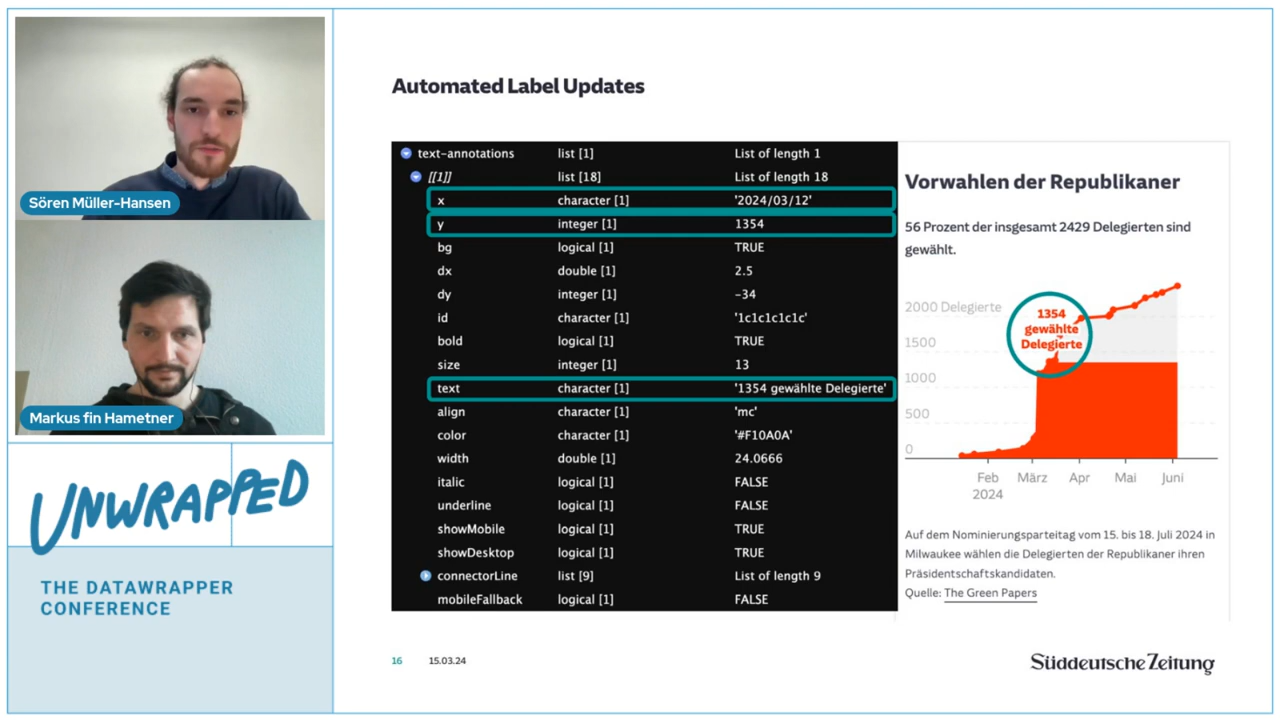 Sören Müller-Hansen
Markus fin Hametner
UNWRAPPED
THE DATAWRAPPER
CONFERENCE
Automated Label Updates
text-annotations list [1] List of length 1
[[1]] list [18] List of length 18
x character [1] '2024/03/12'
y integer [1] 1354
bg logical [1] TRUE
dx double [1] 2.5
dy integer [1] -34
id character [1] '1c1c1c1c1c'
bold logical [1] TRUE
size integer [1] 13
text character [1] '1354 gewählte Delegierte'
align character [1] 'mc'
color character [1] '#F10A0A'
width double [1] 24.0666
italic logical [1] FALSE
underline logical [1] FALSE
showMobile logical [1] TRUE
showDesktop logical [1] TRUE
connectorLine list [9] List of length 9
mobileFallback logical [1] FALSE
Vorwahlen der Republikaner
56 Prozent der insgesamt 2429 Delegierten sind
gewählt.
2000 Delegierte
1500
1000
500
0
1354
gewählte
Delegierte
Feb März Apr Mai Juni
2024
Auf dem Nominierungsparteitag vom 15. bis 18. Juli 2024 in
Milwaukee wählen die Delegierten der Republikaner ihren
Präsidentschaftskandidaten.
Quelle: The Green Papers
16 15.03.24
Süddeutsche Zeitung